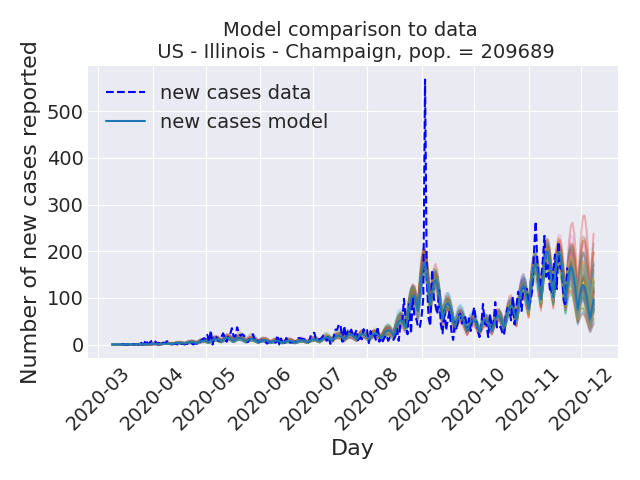 Model comparison to data
US - Illinois - Champaign, pop. = 209689
Number of new cases reported
new cases data
new cases model
500
400
300
200
100
0
2020-03
2020-04
2020-05
2020-06
2020-07
2020-08
2020-09
2020-10
2020-11
2020-12
Day